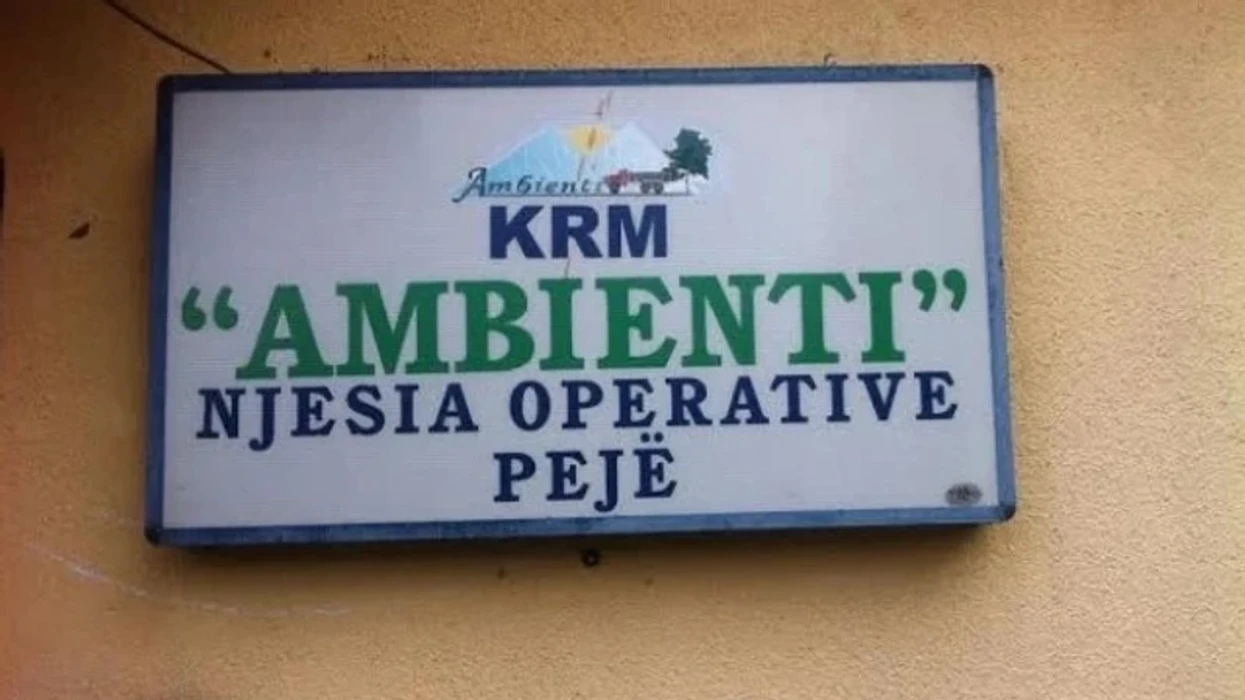 Ambienti
KRM
“AMBIENTI”
NJESIA OPERATIVE
PEJË